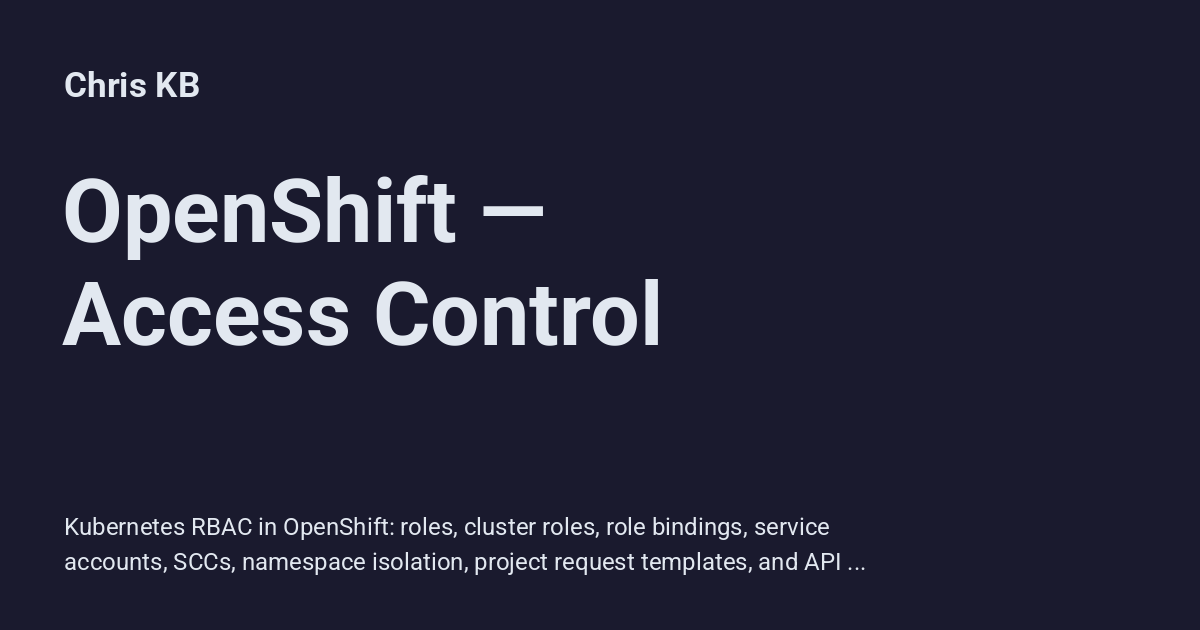 Chris KB
OpenShift —
Access Control
Kubernetes RBAC in OpenShift: roles, cluster roles, role bindings, service
accounts, SCCs, namespace isolation, project request templates, and API ...